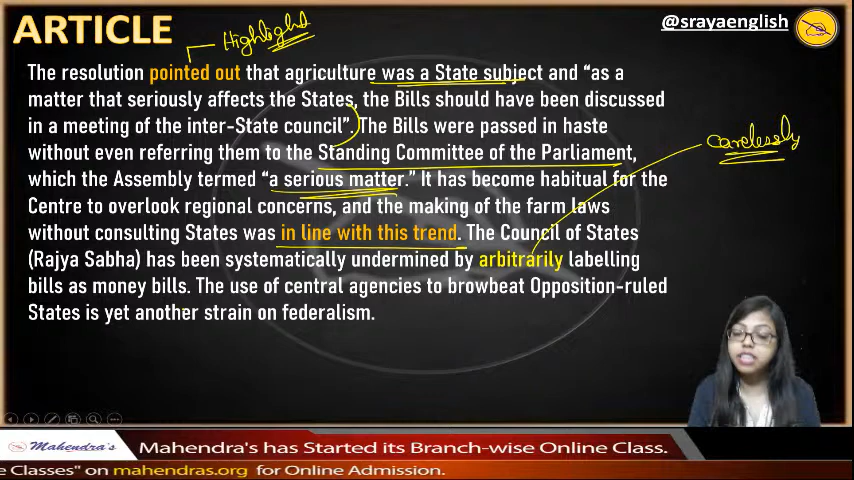 ARTICLE
Highlight
@srayaenglish
The resolution pointed out that agriculture was a State subject and “as a
matter that seriously affects the States, the Bills should have been discussed
in a meeting of the inter-State council”. The Bills were passed in haste
carelessly
without even referring them to the Standing Committee of the Parliament,
which the Assembly termed “a serious matter.” It has become habitual for the
Centre to overlook regional concerns, and the making of the farm laws
without consulting States was in line with this trend. The Council of States
(Rajya Sabha) has been systematically undermined by arbitrarily labelling
bills as money bills. The use of central agencies to browbeat Opposition-ruled
States is yet another strain on federalism.
Mahendra's
Mahendra's has Started its Branch-wise Online Class.
e Classes" on mahendras.org for Online Admission.